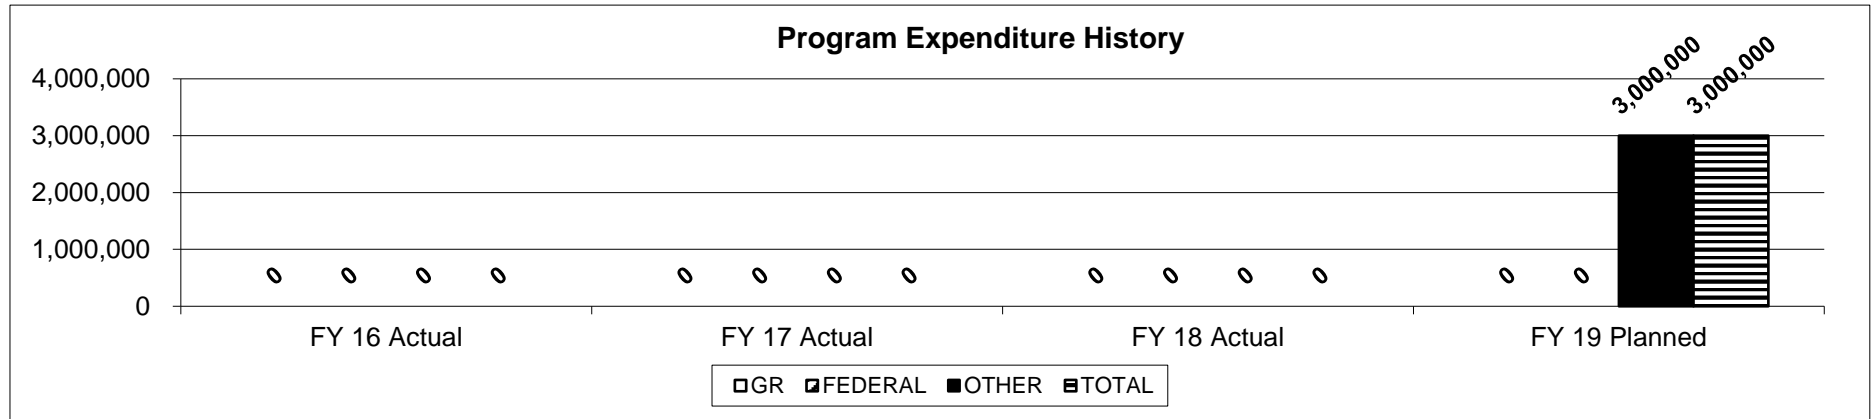 Program Expenditure History
3,000,000 3,000,000
4,000,000
3,000,000
2,000,000
1,000,000
0 0 0 0 0 0 0 0 0 0 0 0 0 0
0
FY 16 Actual FY 17 Actual FY 18 Actual FY 19 Planned
GR FEDERAL OTHER TOTAL